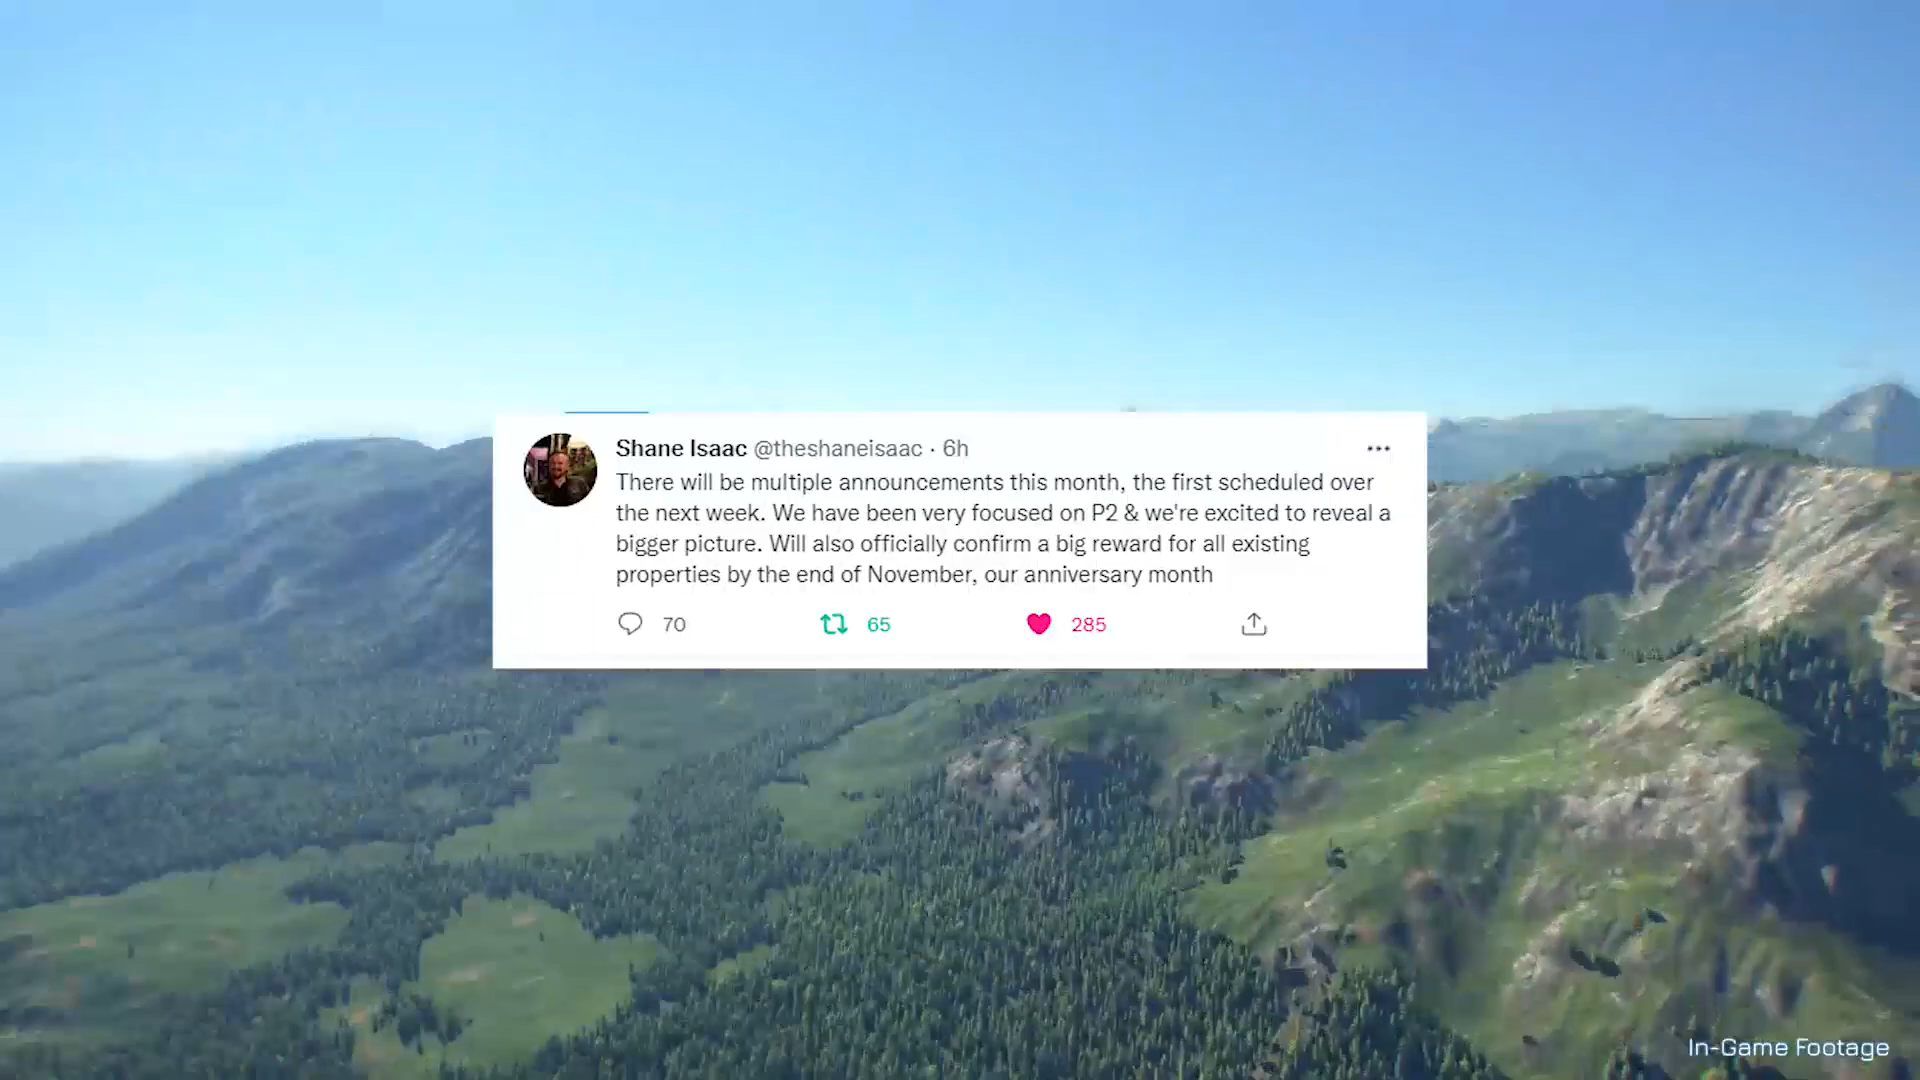 Shane Isaac @theshaneisaac · 6h
There will be multiple announcements this month, the first scheduled over
the next week. We have been very focused on P2 & we're excited to reveal a
bigger picture. Will also officially confirm a big reward for all existing
properties by the end of November, our anniversary month
70 65 285
In-Game Footage